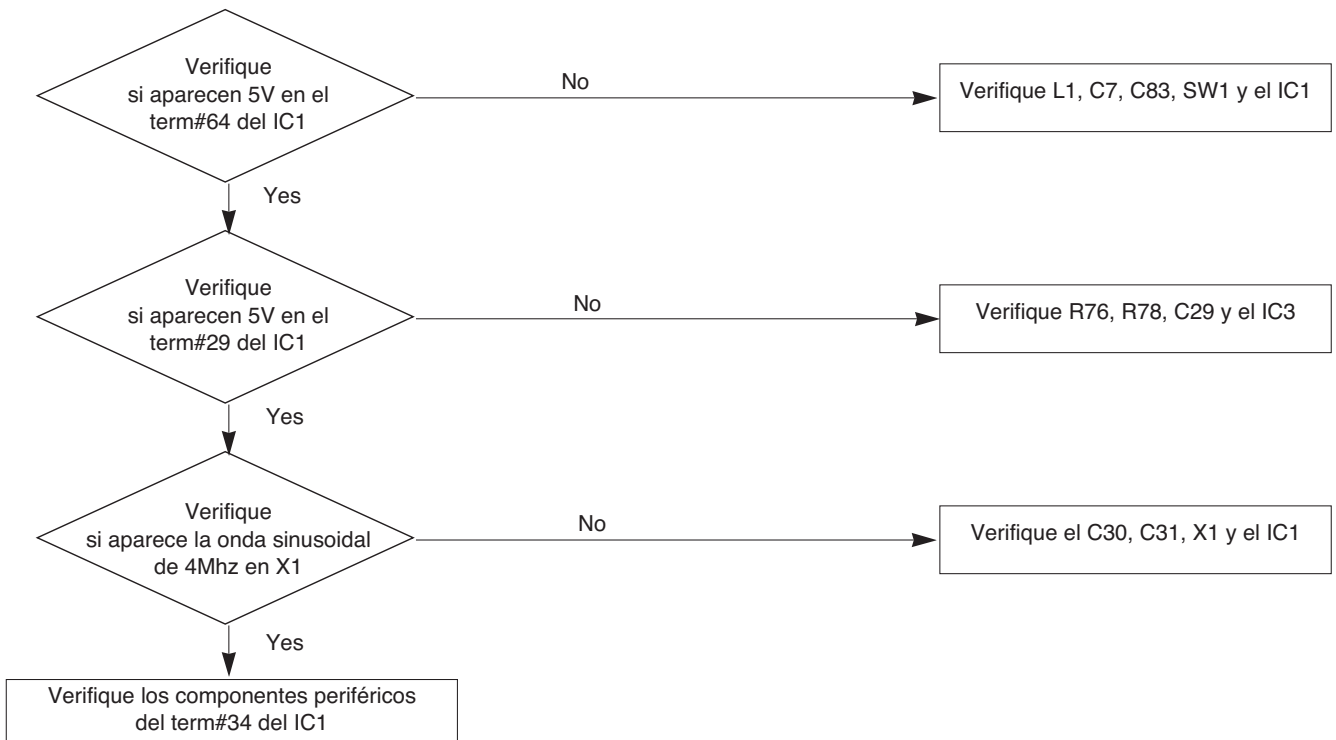 Verifique
si aparecen 5V en el
term#64 del IC1
No
Verifique L1, C7, C83, SW1 y el IC1
Yes
Verifique
si aparecen 5V en el
term#29 del IC1
No
Verifique R76, R78, C29 y el IC3
Yes
Verifique
si aparece la onda sinusoidal
de 4Mhz en X1
No
Verifique el C30, C31, X1 y el IC1
Yes
Verifique los componentes periféricos
del term#34 del IC1